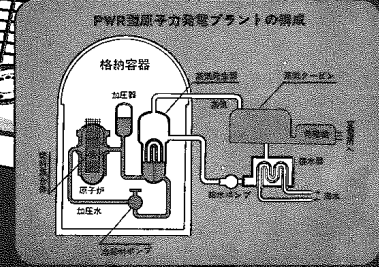 PWR型原子力発電プラントの構成
格納容器
蒸気発生器
蒸気タービン
加圧器
蒸気
発電機
復水器
原子炉
給水ポンプ
海水
加圧水
冷却材ポンプ